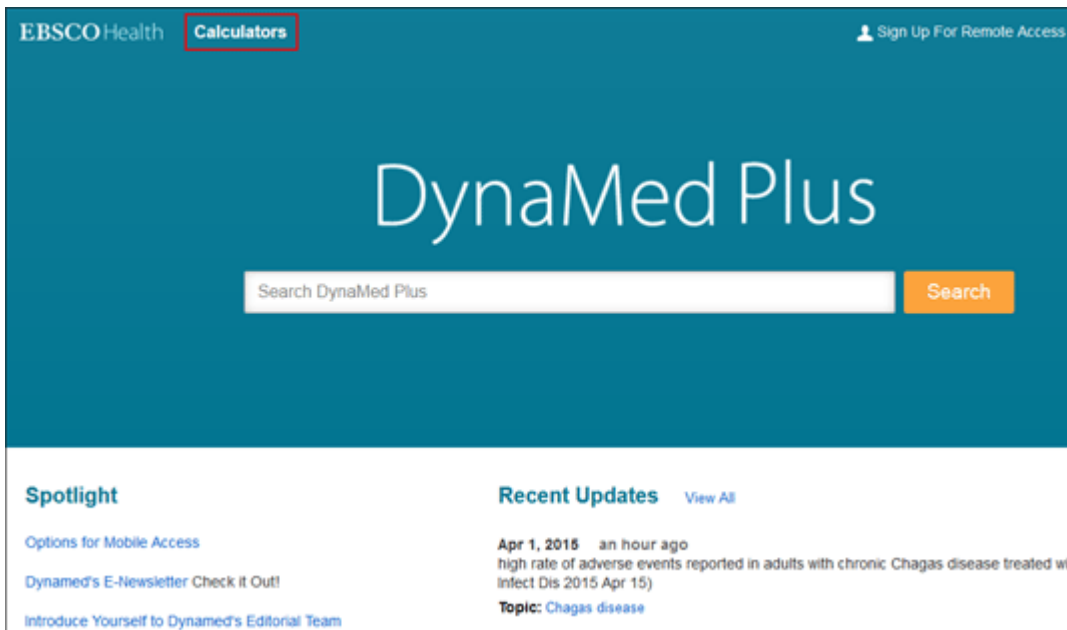 EBSCO Health Calculators Sign Up For Remote Access
DynaMed Plus
Search DynaMed Plus Search
Spotlight
Options for Mobile Access
Dynamed's E-Newsletter Check it Out!
Introduce Yourself to Dynamed's Editorial Team
Recent Updates View All
Apr 1, 2015 an hour ago
high rate of adverse events reported in adults with chronic Chagas disease treated
Infect Dis 2015 Apr 15)
Topic: Chagas disease